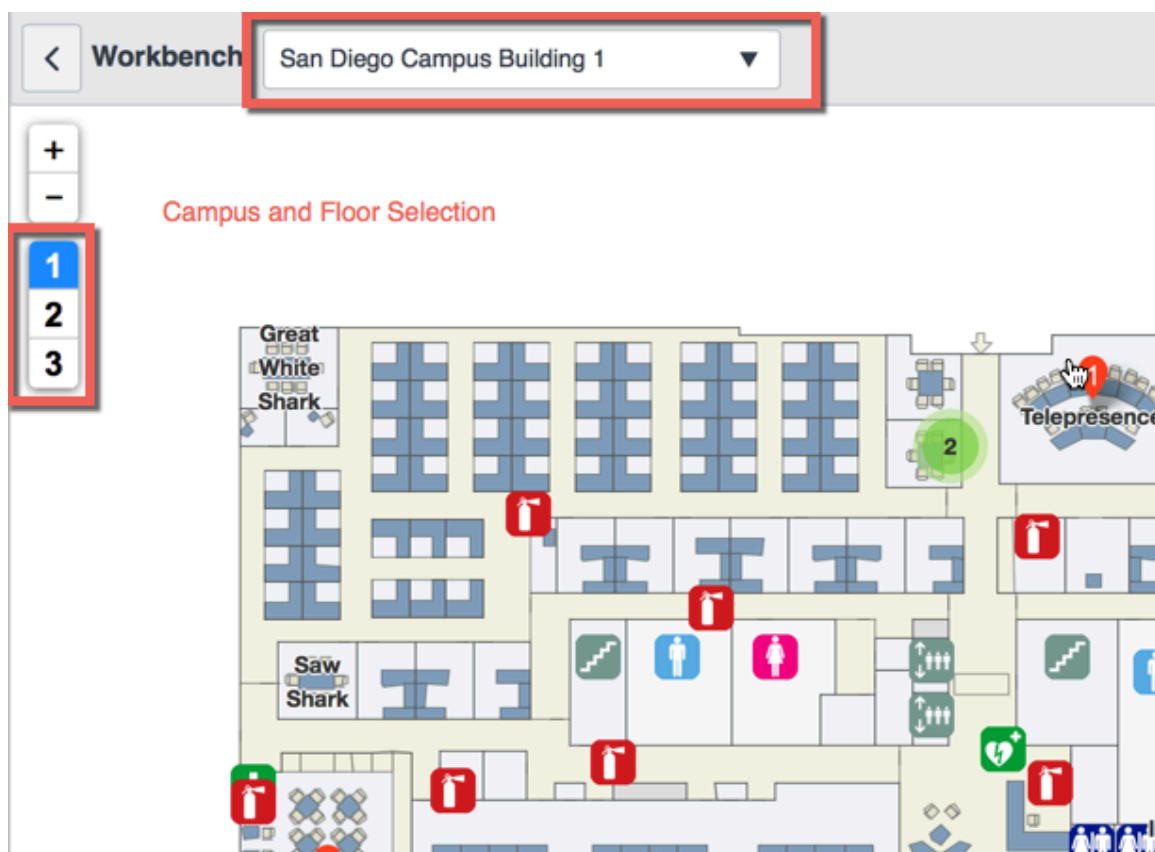 Workbench
San Diego Campus Building 1
+
−
Campus and Floor Selection
1
2
3
Great
White
Shark
1
Telepresence
2
Saw
Shark